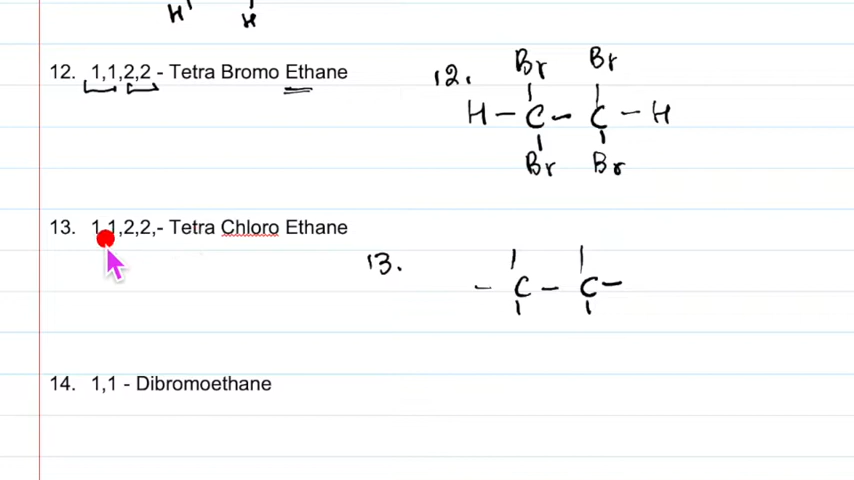 H H
12. 1,1,2,2 - Tetra Bromo Ethane
12. Br Br
H - C - C - H
Br Br
13. 1,1,2,2,- Tetra Chloro Ethane
13. - C - C -
14. 1,1 - Dibromoethane